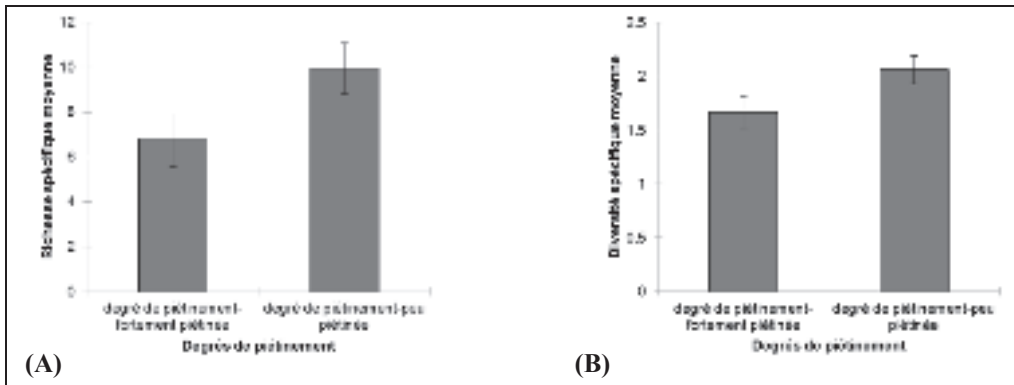 12
10
8
6
4
2
0
Richesse spécifique moyenne
degré de piétinement-
fortement piétinée
degré de piétinement-peu
piétinée
Degrés de piétinement
(A)
2.5
2
1.5
1
0.5
0
Diversité spécifique moyenne
degré de piétinement-
fortement piétinée
degré de piétinement-peu
piétinée
Degrés de piétinement
(B)